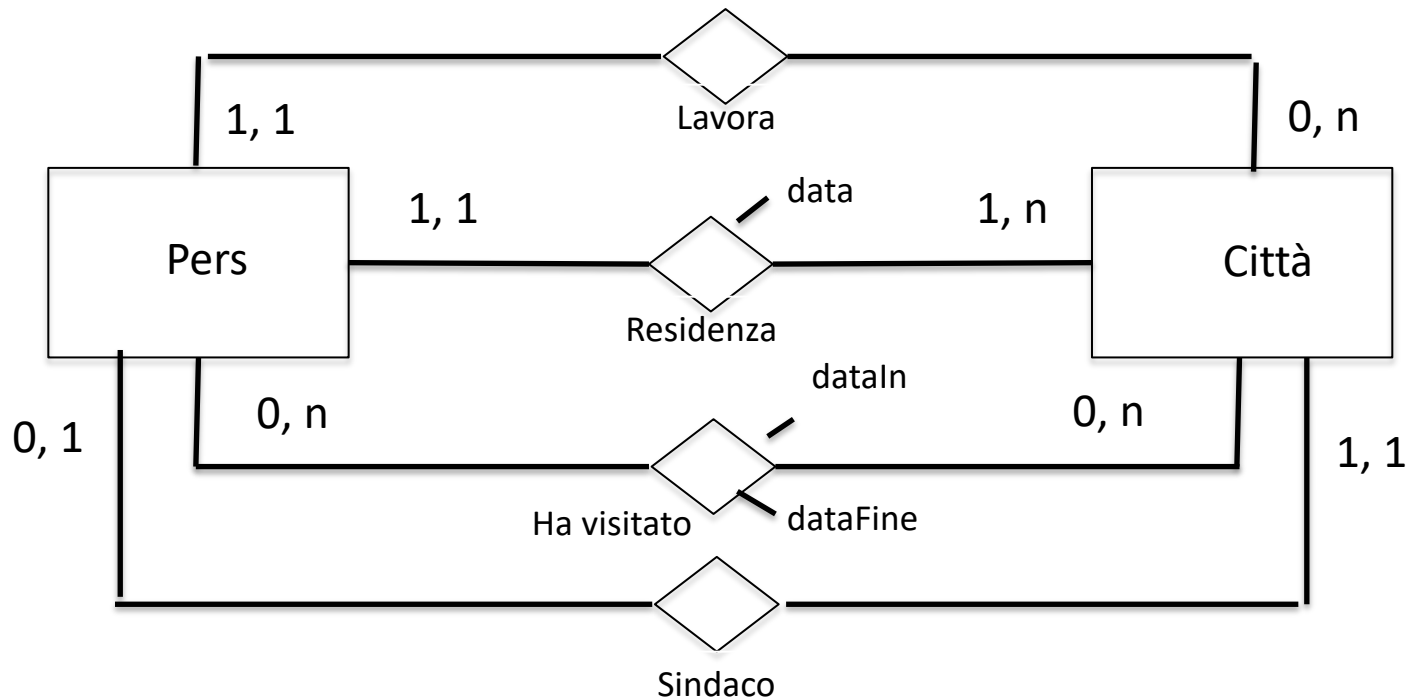 Lavora
1, 1
0, n
data
1, 1
1, n
Pers
Città
Residenza
dataIn
0, n
0, n
0, 1
1, 1
Ha visitato
dataFine
Sindaco